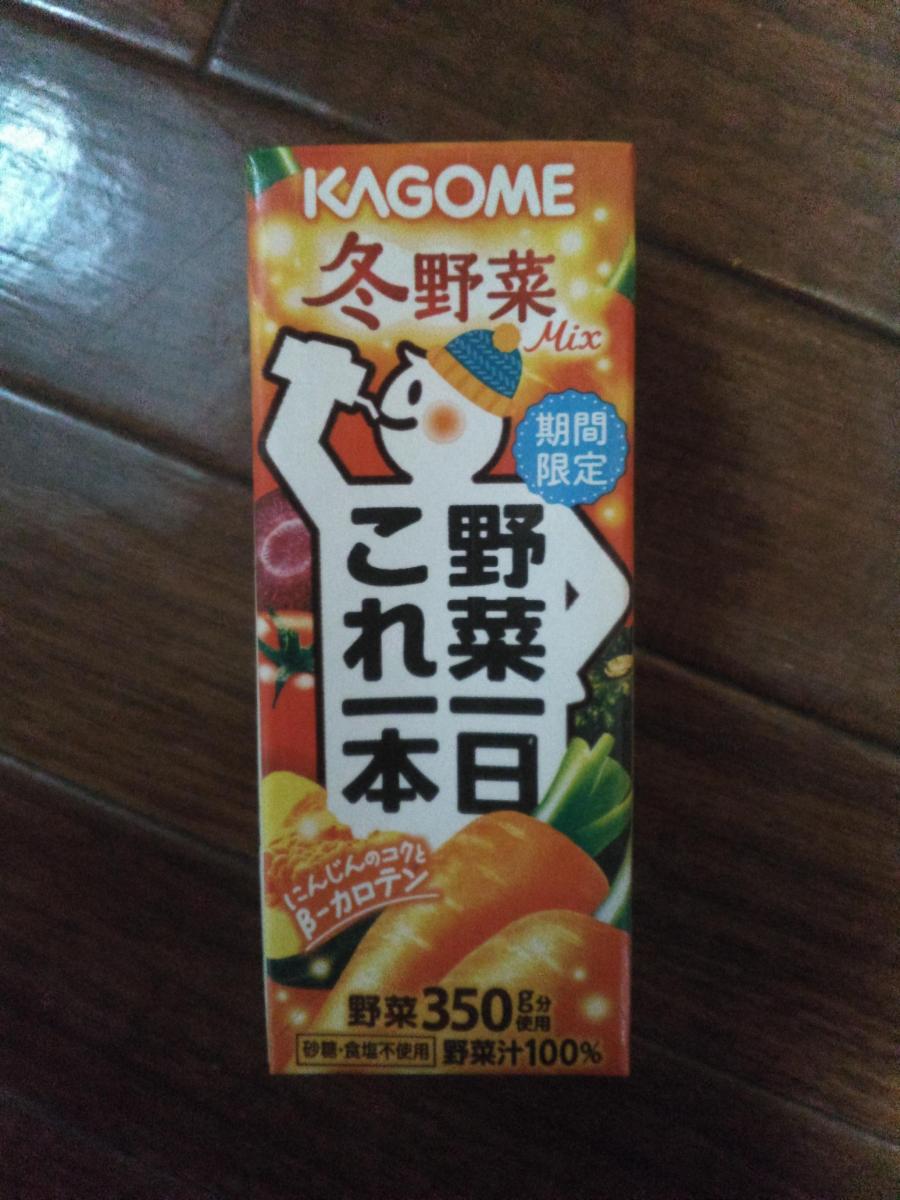 KAGOME
冬野菜
Mix
期間
限定
野菜一日
これ一本
にんじんのコクと
β-カロテン
野菜350g分
使用
砂糖・食塩不使用 野菜汁100%